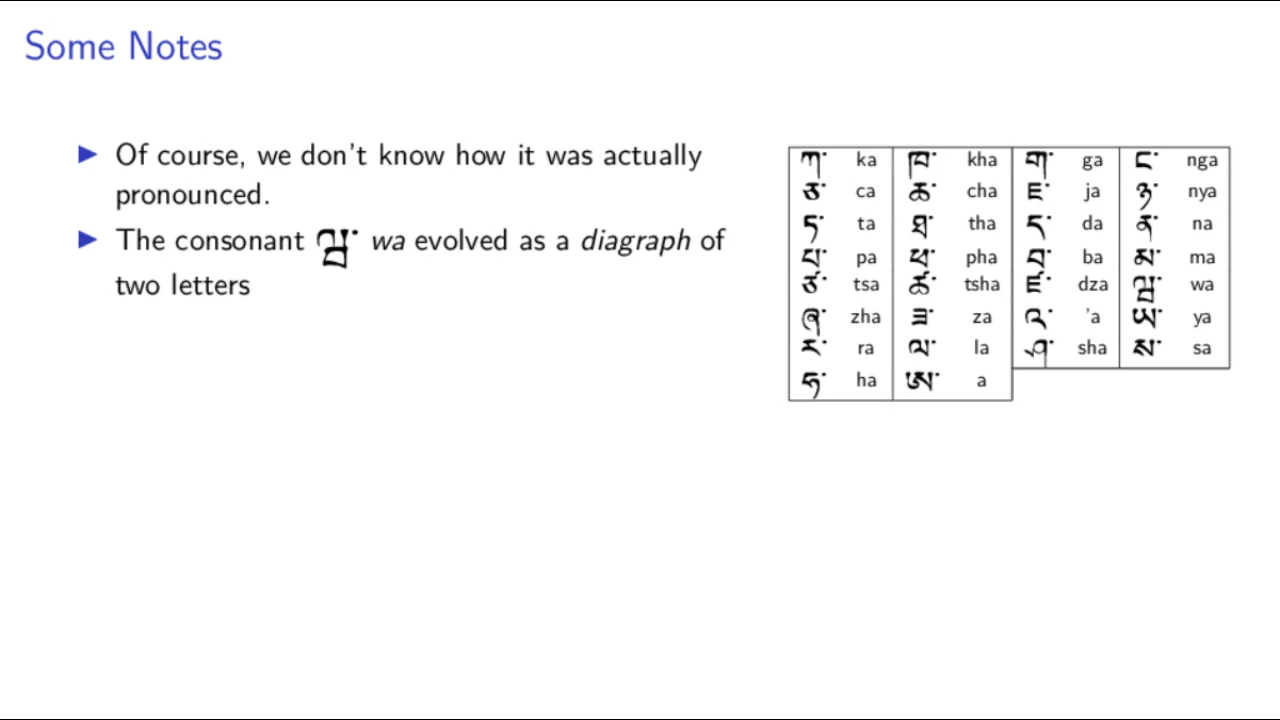 Some Notes
▶ Of course, we don't know how it was actually
pronounced.
▶ The consonant ལྦ་ wa evolved as a diagraph of
two letters
ཀ་ ka ཁ་ kha ག་ ga ང་ nga
ཅ་ ca ཆ་ cha ཇ་ ja ཉ་ nya
ཏ་ ta ཐ་ tha ད་ da ན་ na
པ་ pa ཕ་ pha བ་ ba མ་ ma
ཙ་ tsa ཚ་ tsha ཛ་ dza ལྦ་ wa
ཞ་ zha ཟ་ za འ་ 'a ཡ་ ya
ར་ ra ལ་ la ཤ་ sha ས་ sa
ཧ་ ha ཨ་ a